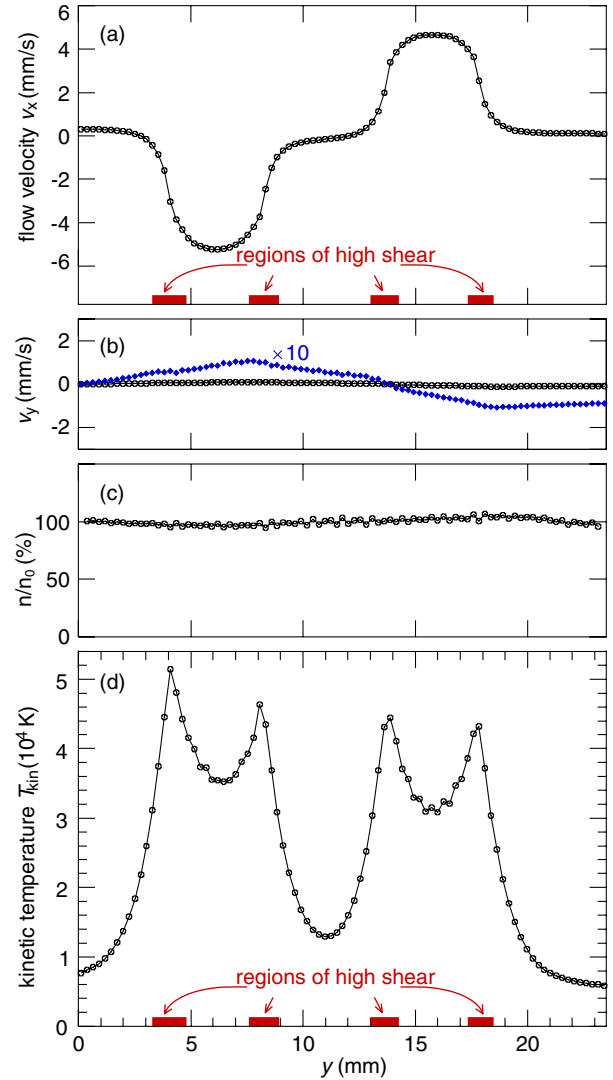 (a)
flow velocity vx (mm/s)
6
4
2
0
-2
-4
-6
regions of high shear
(b)
×10
vy (mm/s)
2
0
-2
(c)
n/n0 (%)
100
50
0
(d)
kinetic temperature Tkin (10⁴ K)
5
4
3
2
1
0
regions of high shear
0 5 10 15 20
y (mm)